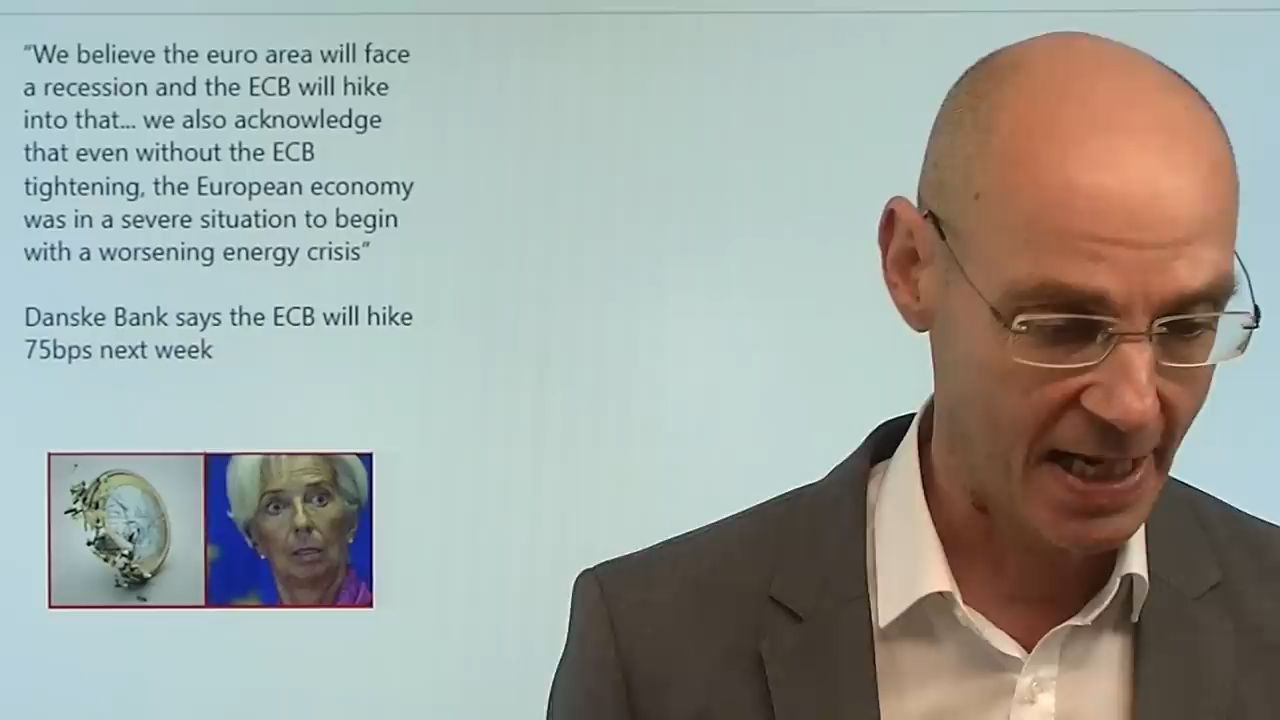 “We believe the euro area will face
a recession and the ECB will hike
into that... we also acknowledge
that even without the ECB
tightening, the European economy
was in a severe situation to begin
with a worsening energy crisis”
Danske Bank says the ECB will hike
75bps next week